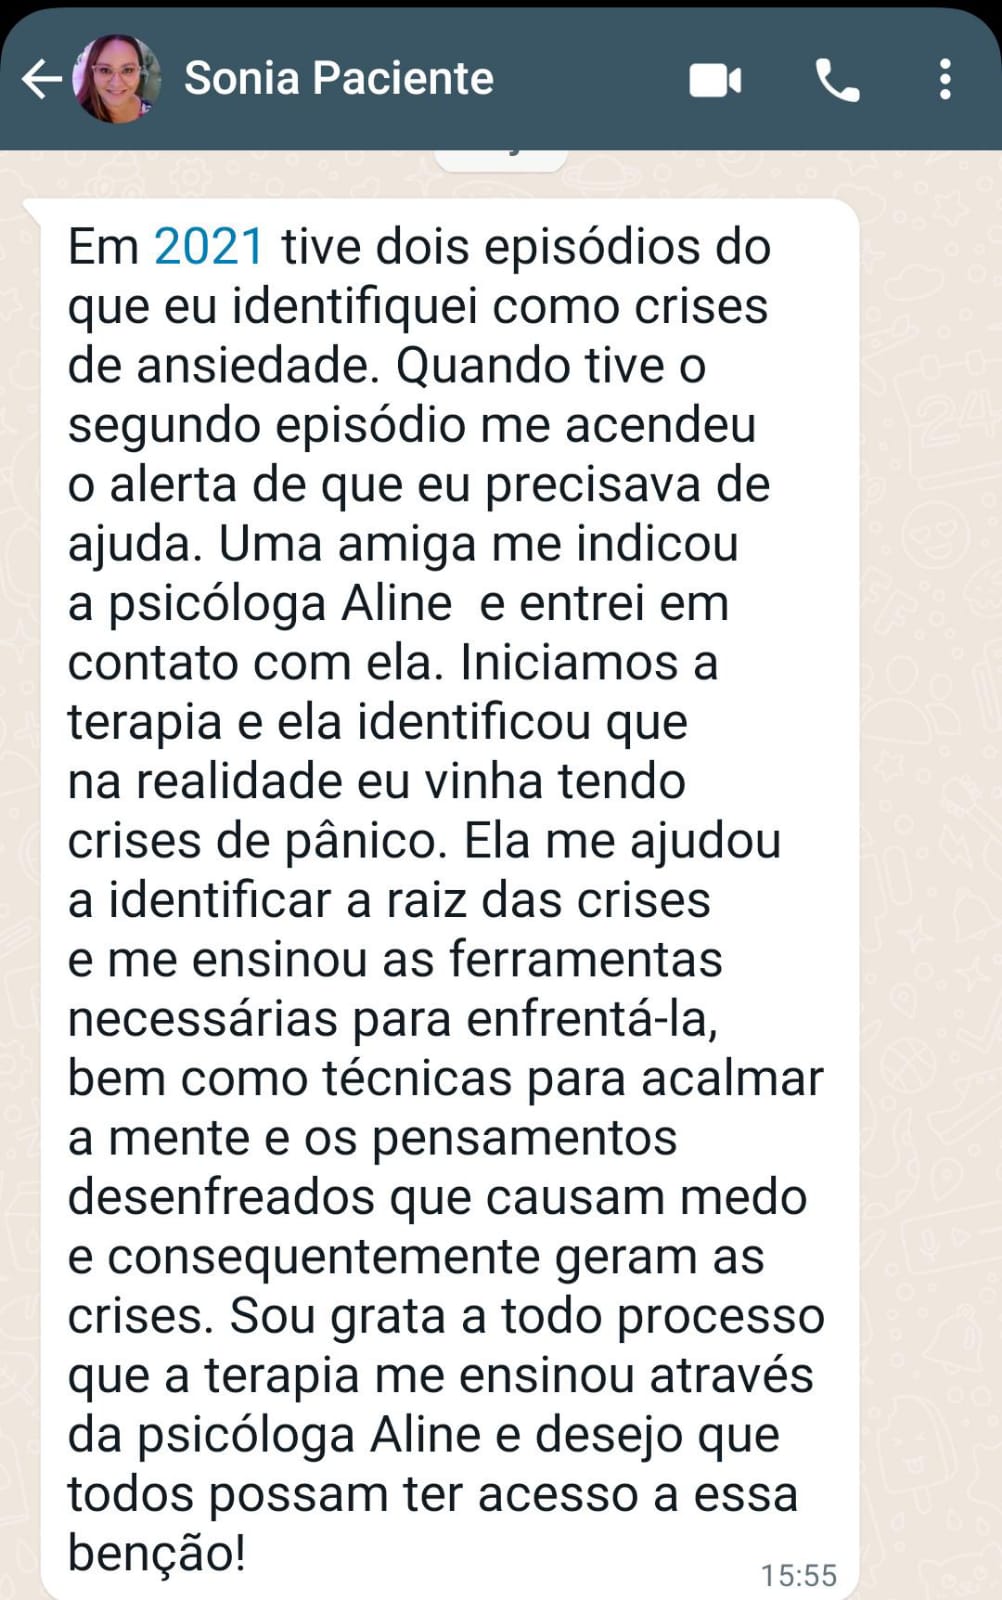 Sonia Paciente
Em 2021 tive dois episódios do
que eu identifiquei como crises
de ansiedade. Quando tive o
segundo episódio me acendeu
o alerta de que eu precisava de
ajuda. Uma amiga me indicou
a psicóloga Aline  e entrei em
contato com ela. Iniciamos a
terapia e ela identificou que
na realidade eu vinha tendo
crises de pânico. Ela me ajudou
a identificar a raiz das crises
e me ensinou as ferramentas
necessárias para enfrentá-la,
bem como técnicas para acalmar
a mente e os pensamentos
desenfreados que causam medo
e consequentemente geram as
crises. Sou grata a todo processo
que a terapia me ensinou através
da psicóloga Aline e desejo que
todos possam ter acesso a essa
benção!
15:55